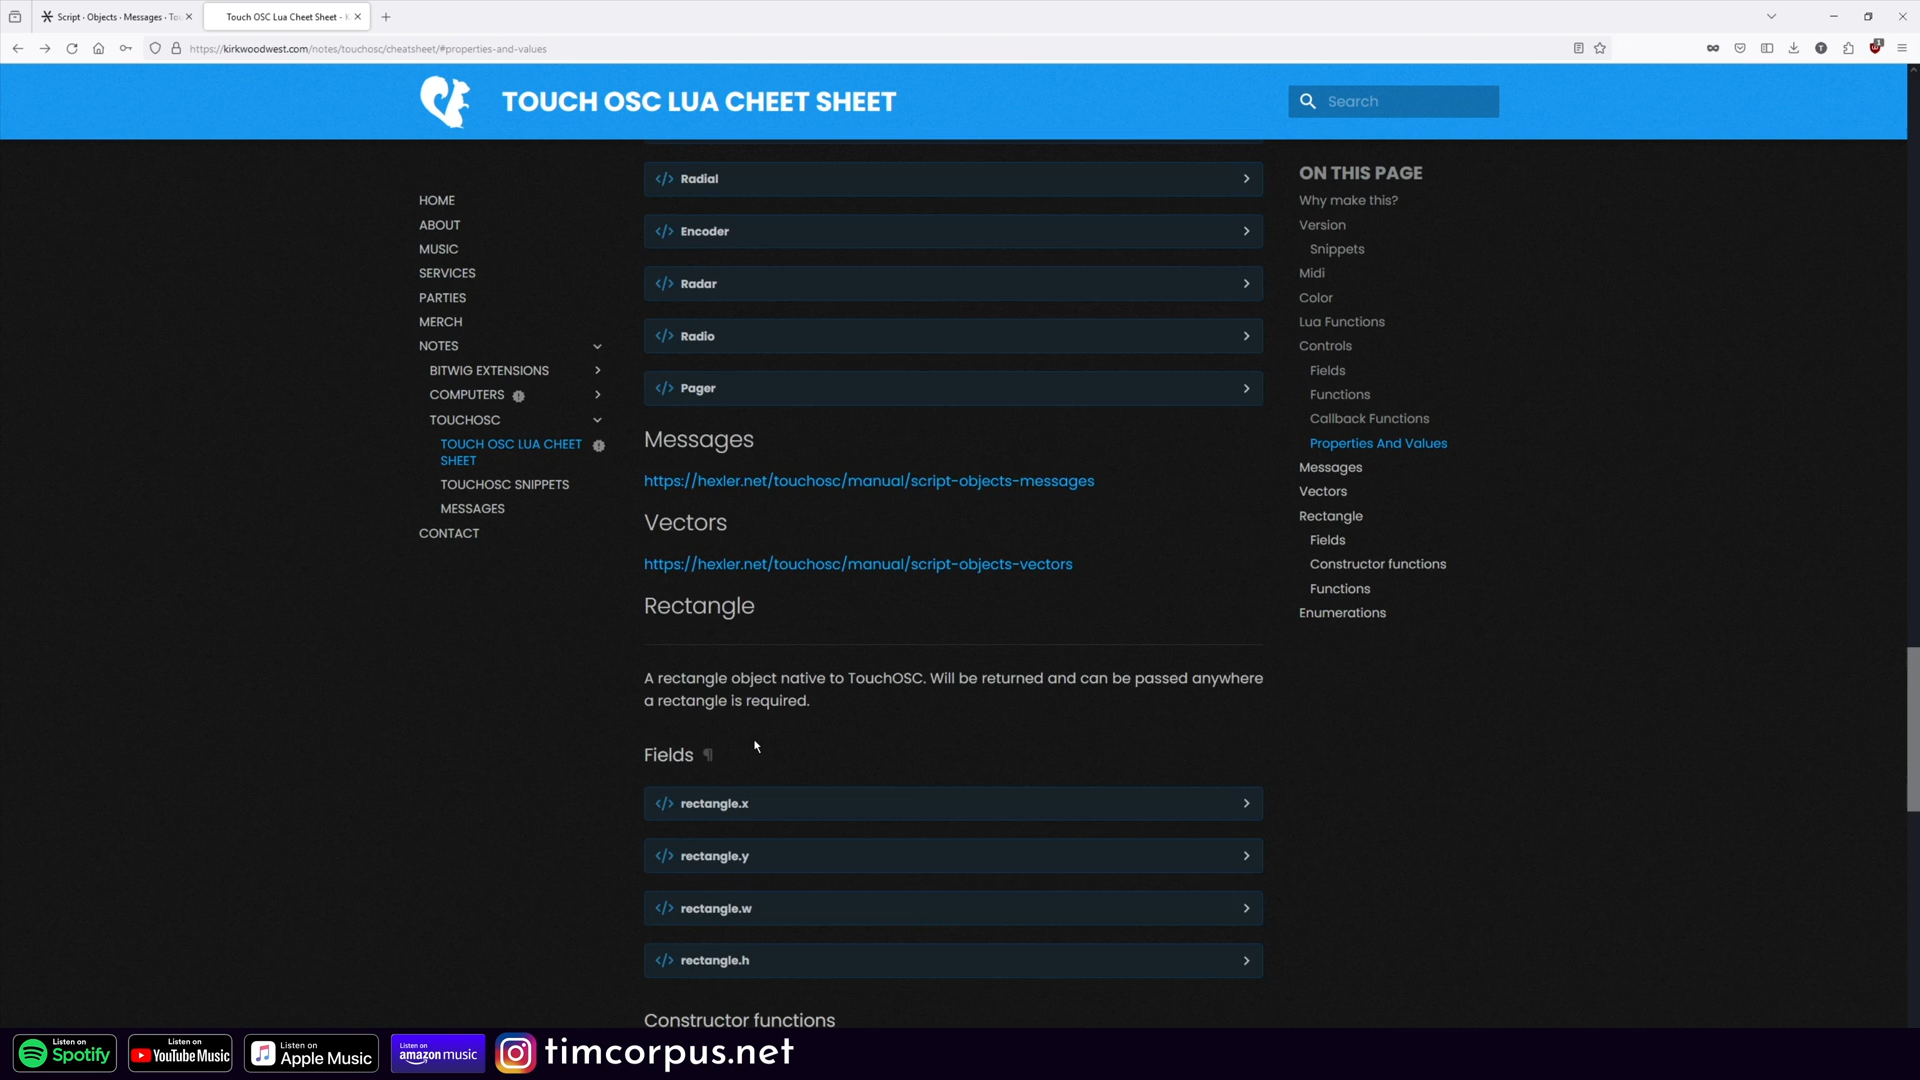 Script · Objects · Messages · Tou
Touch OSC Lua Cheet Sheet -
https://kirkwoodwest.com/notes/touchosc/cheatsheet/#properties-and-values
1
TOUCH OSC LUA CHEET SHEET
Search
HOME
ABOUT
MUSIC
SERVICES
PARTIES
MERCH
NOTES
BITWIG EXTENSIONS
COMPUTERS
TOUCHOSC
TOUCH OSC LUA CHEET
SHEET
TOUCHOSC SNIPPETS
MESSAGES
CONTACT
</> Radial
</> Encoder
</> Radar
</> Radio
</> Pager
Messages
https://hexler.net/touchosc/manual/script-objects-messages
Vectors
https://hexler.net/touchosc/manual/script-objects-vectors
Rectangle
A rectangle object native to TouchOSC. Will be returned and can be passed anywhere
a rectangle is required.
Fields ¶
</> rectangle.x
</> rectangle.y
</> rectangle.w
</> rectangle.h
Constructor functions
ON THIS PAGE
Why make this?
Version
Snippets
Midi
Color
Lua Functions
Controls
Fields
Functions
Callback Functions
Properties And Values
Messages
Vectors
Rectangle
Fields
Constructor functions
Functions
Enumerations
Listen on
Spotify
Listen on
YouTube Music
Listen on
Apple Music
Listen on
amazon music
timcorpus.net